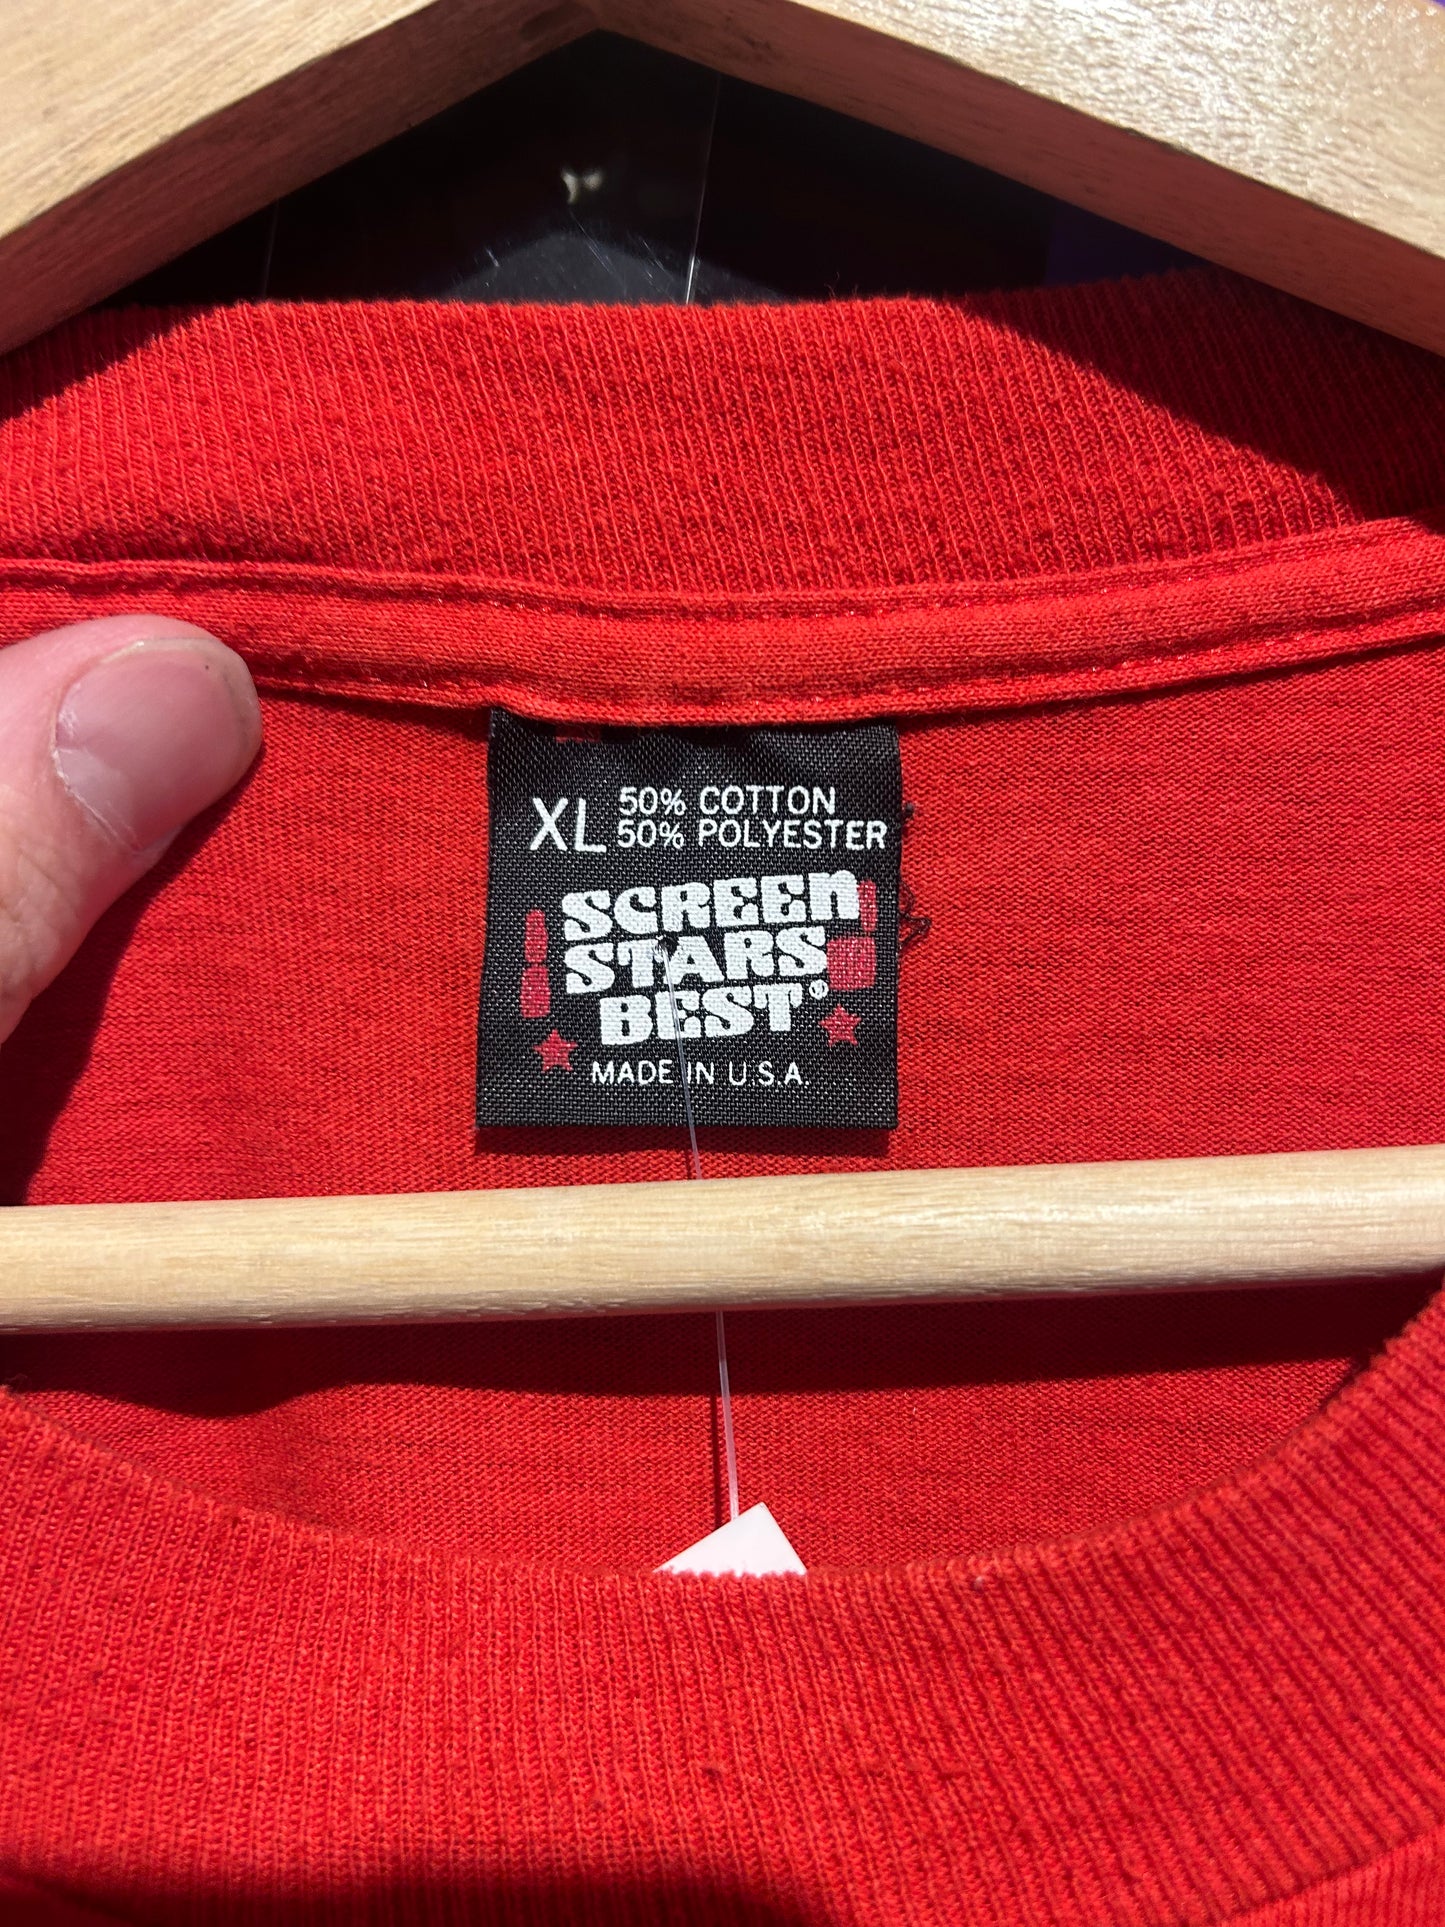 XL 50% COTTON
50% POLYESTER
SCREEN
STARS
BEST®
MADE IN U.S.A.